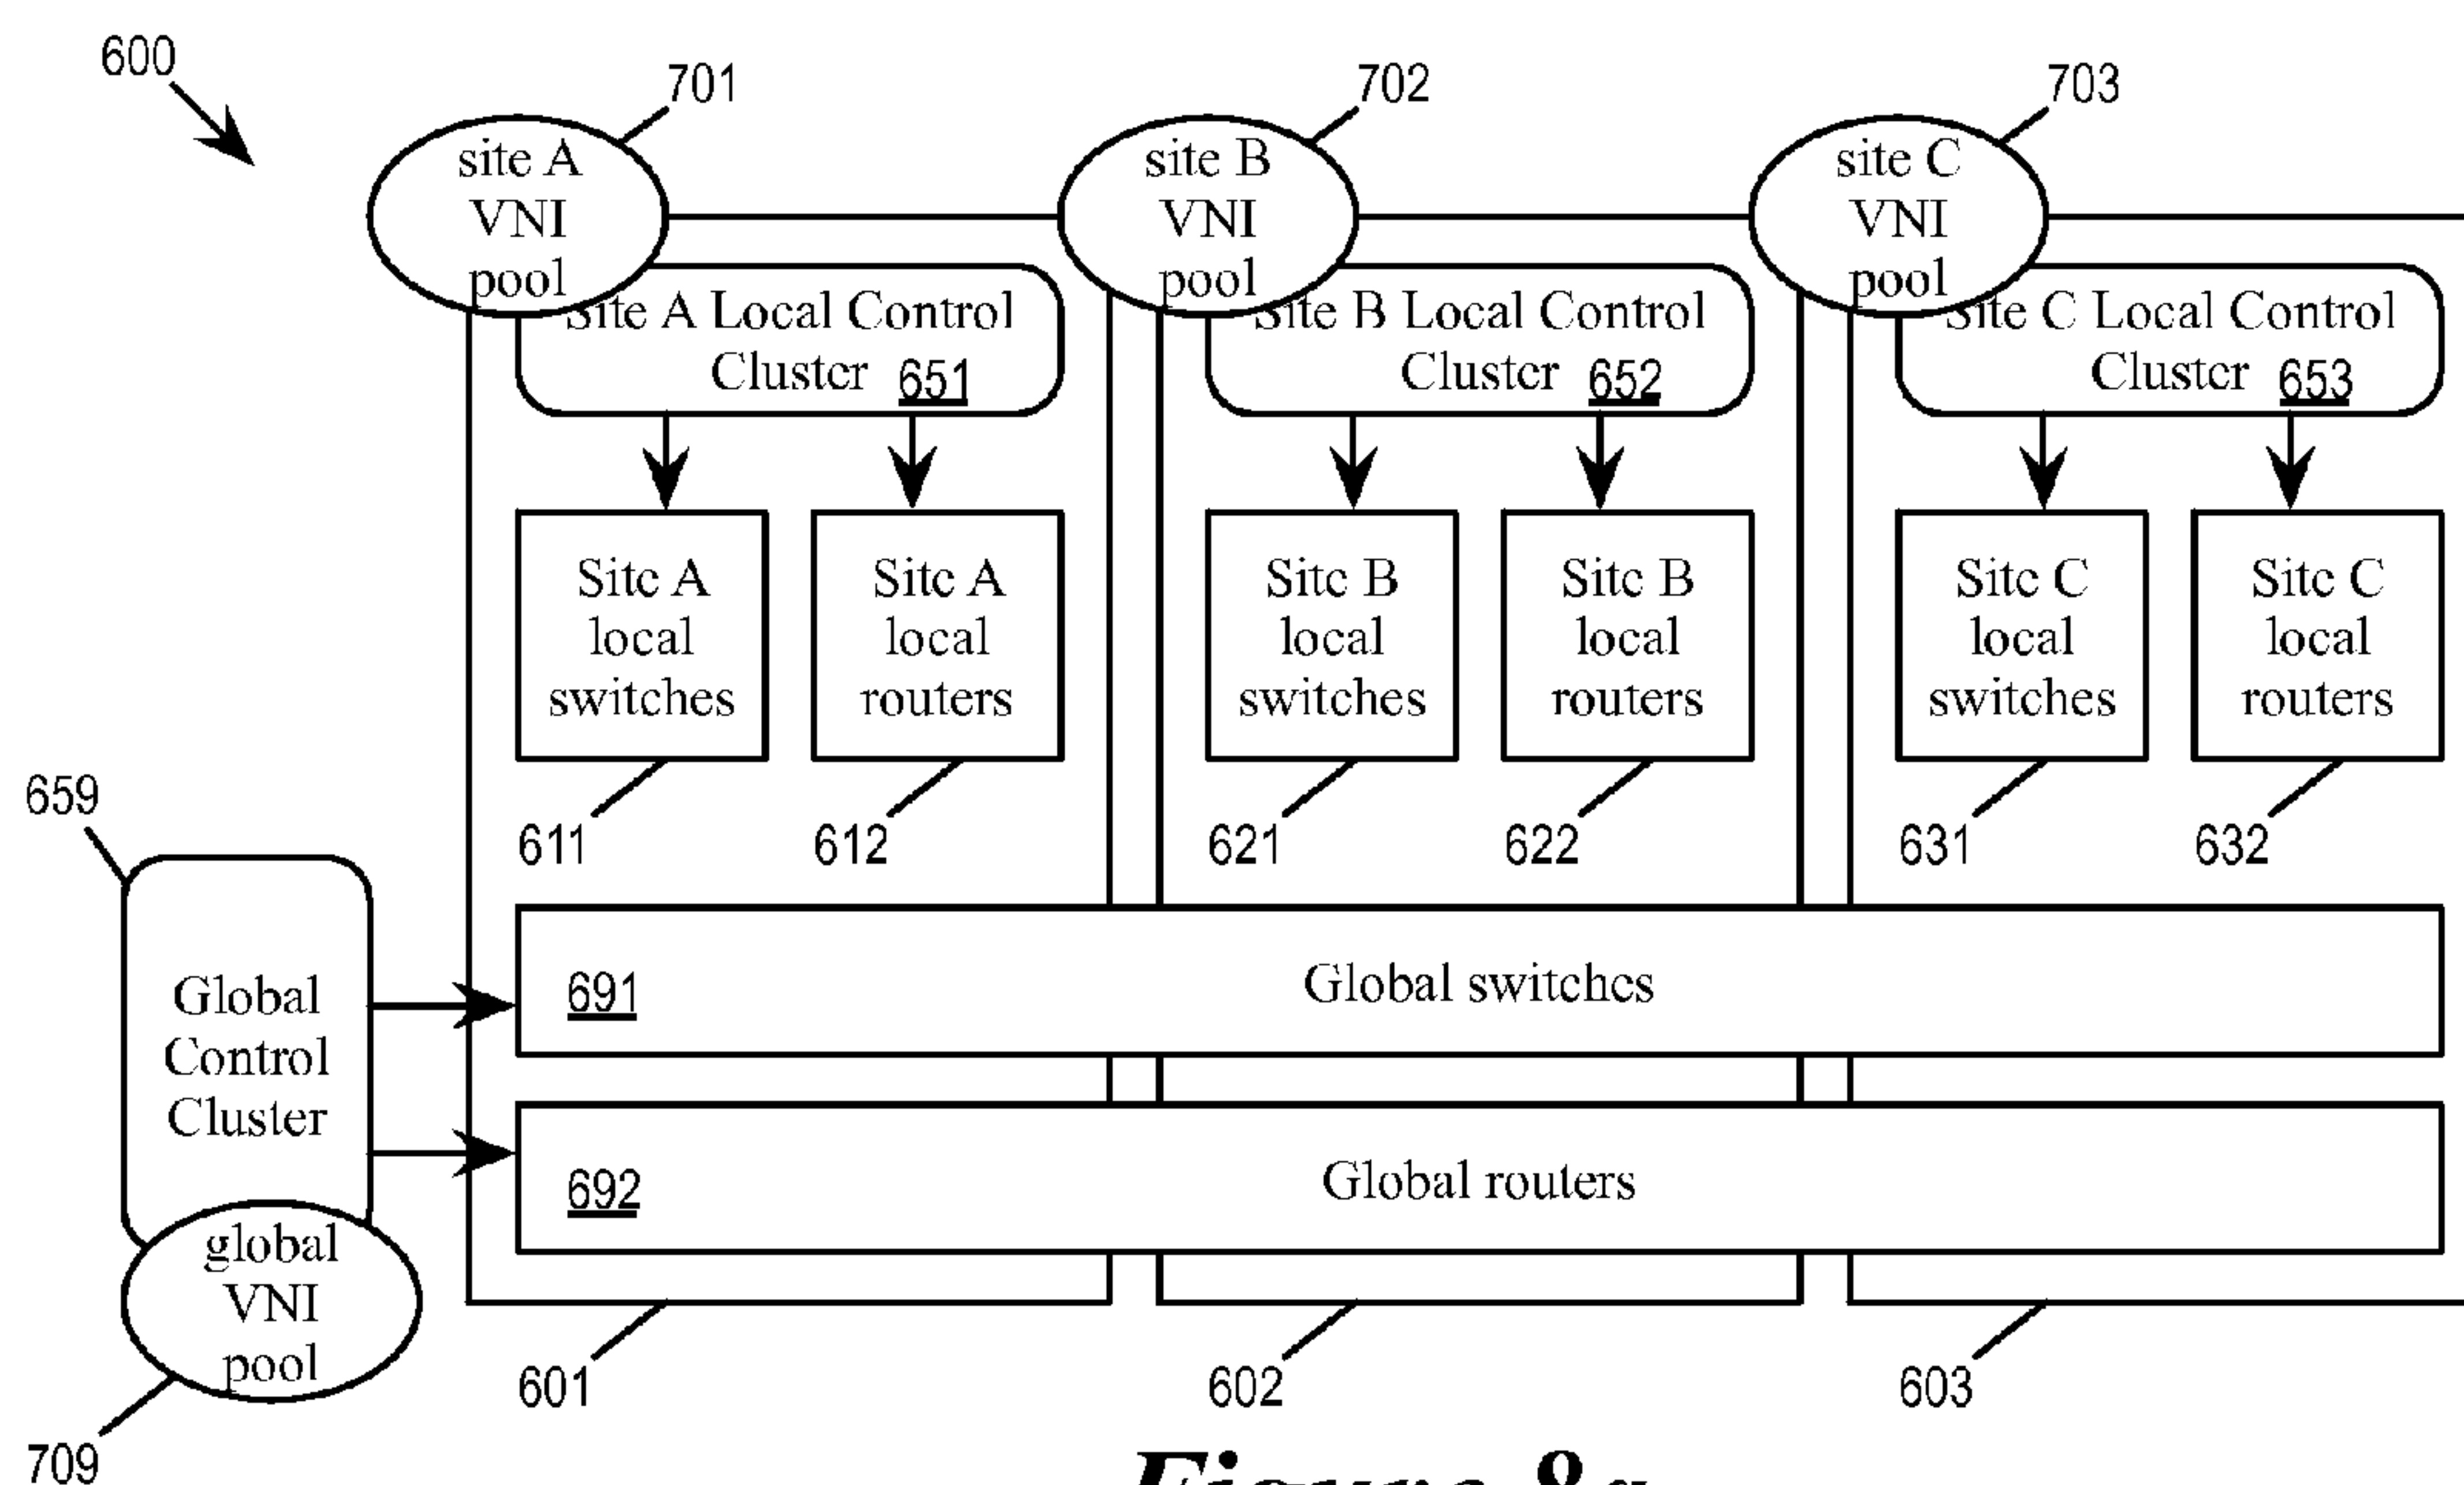 600
701
702
703
site A
VNI
pool
site B
VNI
pool
site C
VNI
pool
Site A Local Control
Cluster 651
Site B Local Control
Cluster 652
Site C Local Control
Cluster 653
Site A
local
switches
Site A
local
routers
Site B
local
switches
Site B
local
routers
Site C
local
switches
Site C
local
routers
611
612
621
622
631
632
659
Global
Control
Cluster
691 Global switches
692 Global routers
global
VNI
pool
709
601
602
603
Figure 8a